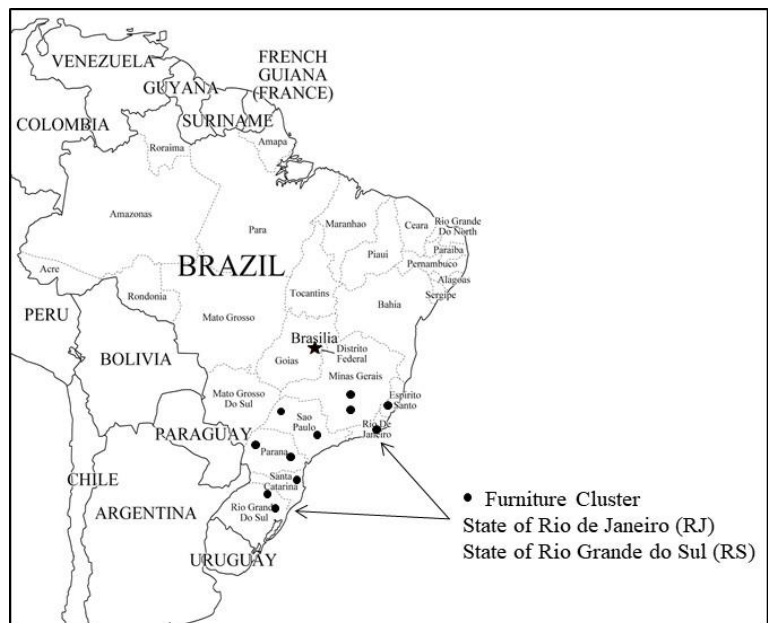 VENEZUELA
FRENCH
GUIANA
(FRANCE)
GUYANA
SURINAME
COLOMBIA
Roraima
Amapa
Amazonas
Para
Maranhao
Ceara
Rio Grande
Do North
Piaui
Paraiba
Pernambuco
Alagoas
Sergipe
BRAZIL
Acre
Rondonia
Tocantins
Bahia
PERU
Mato Grosso
Brasilia
Distrito
Federal
Goias
BOLIVIA
Minas Gerais
Mato Grosso
Do Sul
Espirito
Santo
Sao
Paulo
Rio De
Janeiro
PARAGUAY
Parana
CHILE
Santa
Catarina
ARGENTINA
Rio Grande
Do Sul
URUGUAY
• Furniture Cluster
State of Rio de Janeiro (RJ)
State of Rio Grande do Sul (RS)